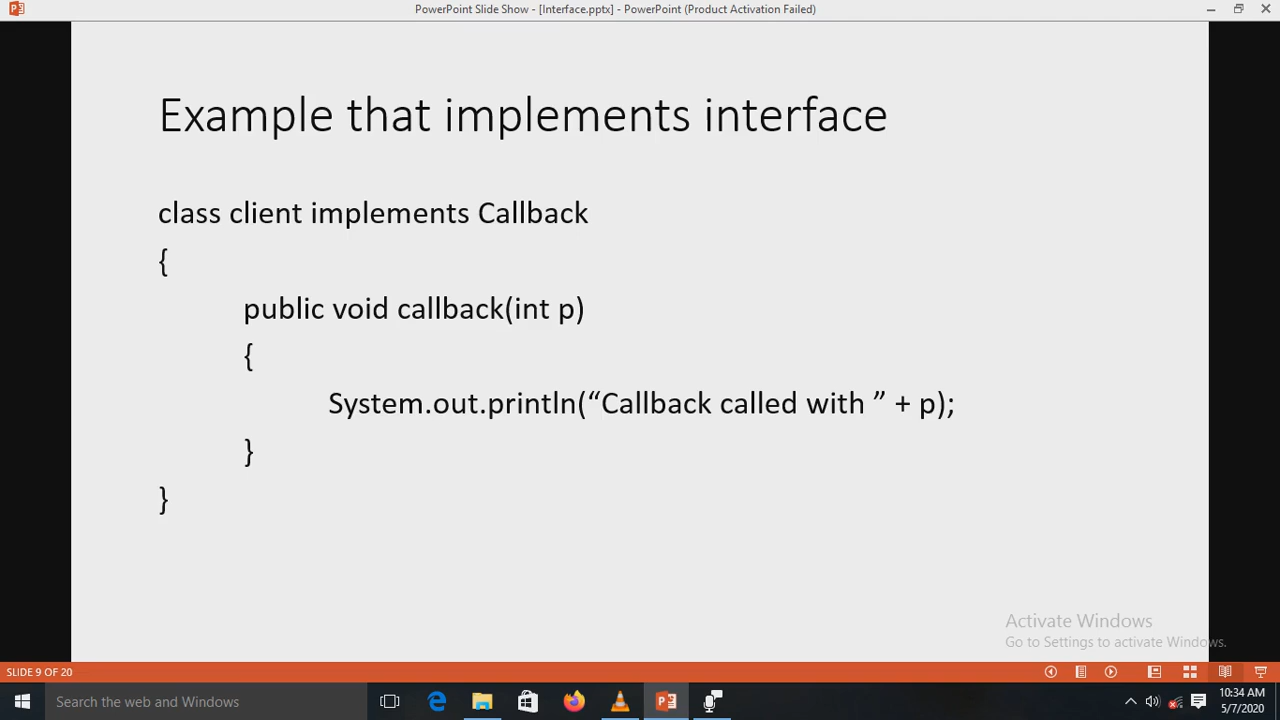 PowerPoint Slide Show - [Interface.pptx] - PowerPoint (Product Activation Failed)
Example that implements interface
class client implements Callback
{
public void callback(int p)
{
System.out.println(“Callback called with ” + p);
}
}
Activate Windows
Go to Settings to activate Windows.
SLIDE 9 OF 20
Search the web and Windows
10:34 AM
5/7/2020